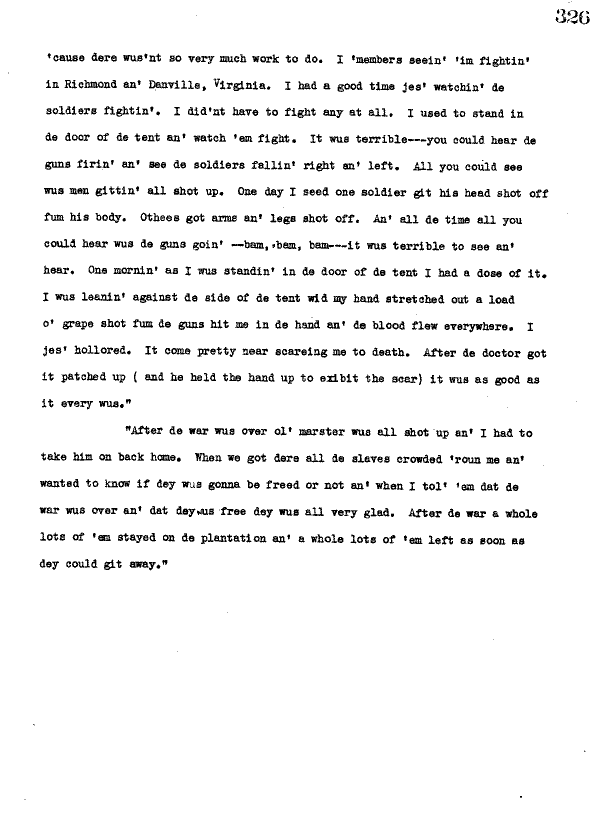 326
'cause dere wus'nt so very much work to do. I 'members seein' 'im fightin'
in Richmond an' Danville, Virginia. I had a good time jes' watchin' de
soldiers fightin'. I did'nt have to fight any at all. I used to stand in
de door of de tent an' watch 'em fight. It wus terrible---you could hear de
guns firin' an' see de soldiers fallin' right an' left. All you could see
wus men gittin' all shot up. One day I seed one soldier git his head shot off
fum his body. Othees got arms an' legs shot off. An' all de time all you
could hear wus de guns goin' --bam, bam, bam---it wus terrible to see an'
hear. One mornin' as I wus standin' in de door of de tent I had a dose of it.
I wus leanin' against de side of de tent wid my hand stretched out a load
o' grape shot fum de guns hit me in de hand an' de blood flew everywhere. I
jes' hollored. It come pretty near scareing me to death. After de doctor got
it patched up ( and he held the hand up to exibit the scar) it wus as good as
it every wus."
"After de war wus over ol' marster wus all shot up an' I had to
take him on back home. When we got dere all de slaves crowded 'roun me an'
wanted to know if dey wus gonna be freed or not an' when I tol' 'em dat de
war wus over an' dat dey wus free dey wus all very glad. After de war a whole
lots of 'em stayed on de plantation an' a whole lots of 'em left as soon as
dey could git away."